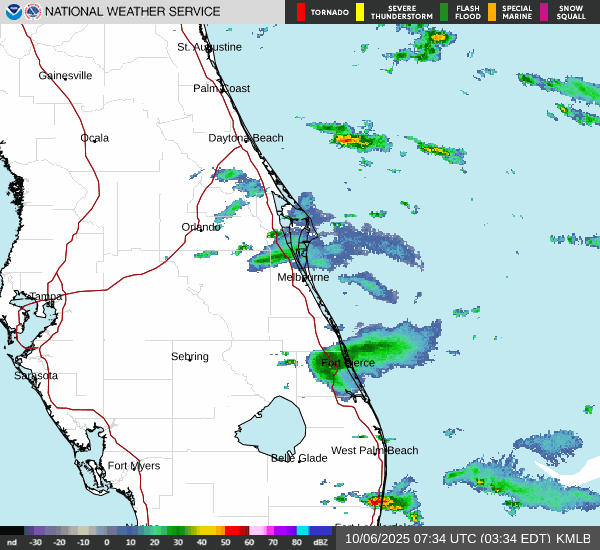 NATIONAL WEATHER SERVICE
TORNADO
SEVERE THUNDERSTORM
FLASH FLOOD
SPECIAL MARINE
SNOW SQUALL
St. Augustine
Gainesville
Palm Coast
Ocala
Daytona Beach
Orlando
Melbourne
Tampa
Sebring
Fort Pierce
Sarasota
West Palm Beach
Belle Glade
Fort Myers
nd -30 -20 -10 0 10 20 30 40 50 60 70 80 dBZ
10/06/2025 07:34 UTC (03:34 EDT) KMLB